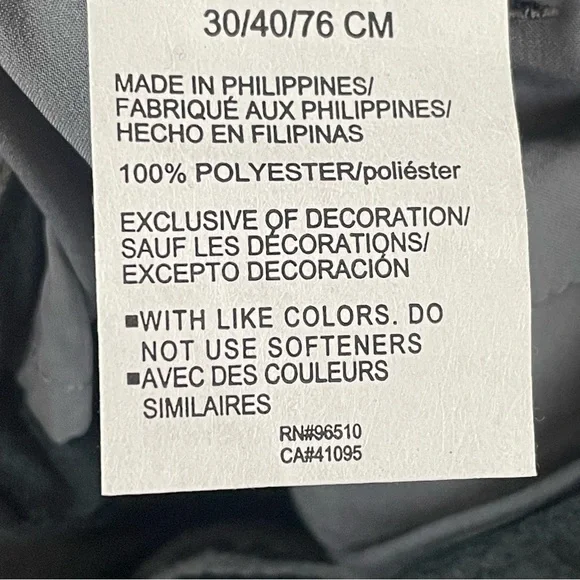 30/40/76 CM
MADE IN PHILIPPINES/
FABRIQUÉ AUX PHILIPPINES/
HECHO EN FILIPINAS
100% POLYESTER/poliéster
EXCLUSIVE OF DECORATION/
SAUF LES DÉCORATIONS/
EXCEPTO DECORACIÓN
▪WITH LIKE COLORS. DO
NOT USE SOFTENERS
▪AVEC DES COULEURS
SIMILAIRES
RN#96510
CA#41095